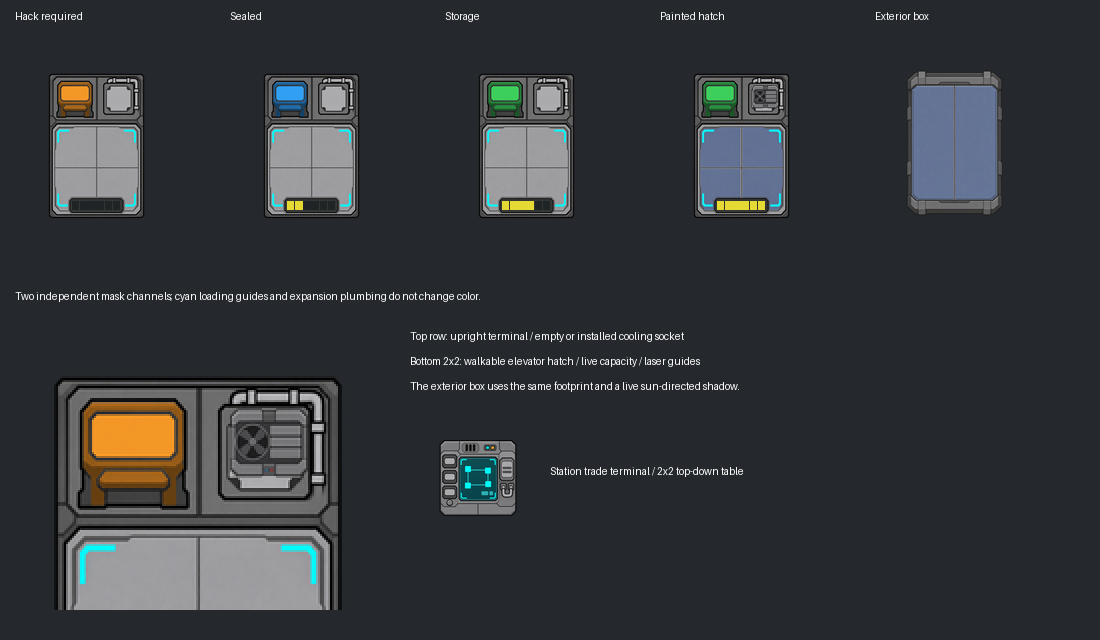 Hack required
Sealed
Storage
Painted hatch
Exterior box
Two independent mask channels; cyan loading guides and expansion plumbing do not change color.
Top row: upright terminal / empty or installed cooling socket
Bottom 2x2: walkable elevator hatch / live capacity / laser guides
The exterior box uses the same footprint and a live sun-directed shadow.
Station trade terminal / 2x2 top-down table